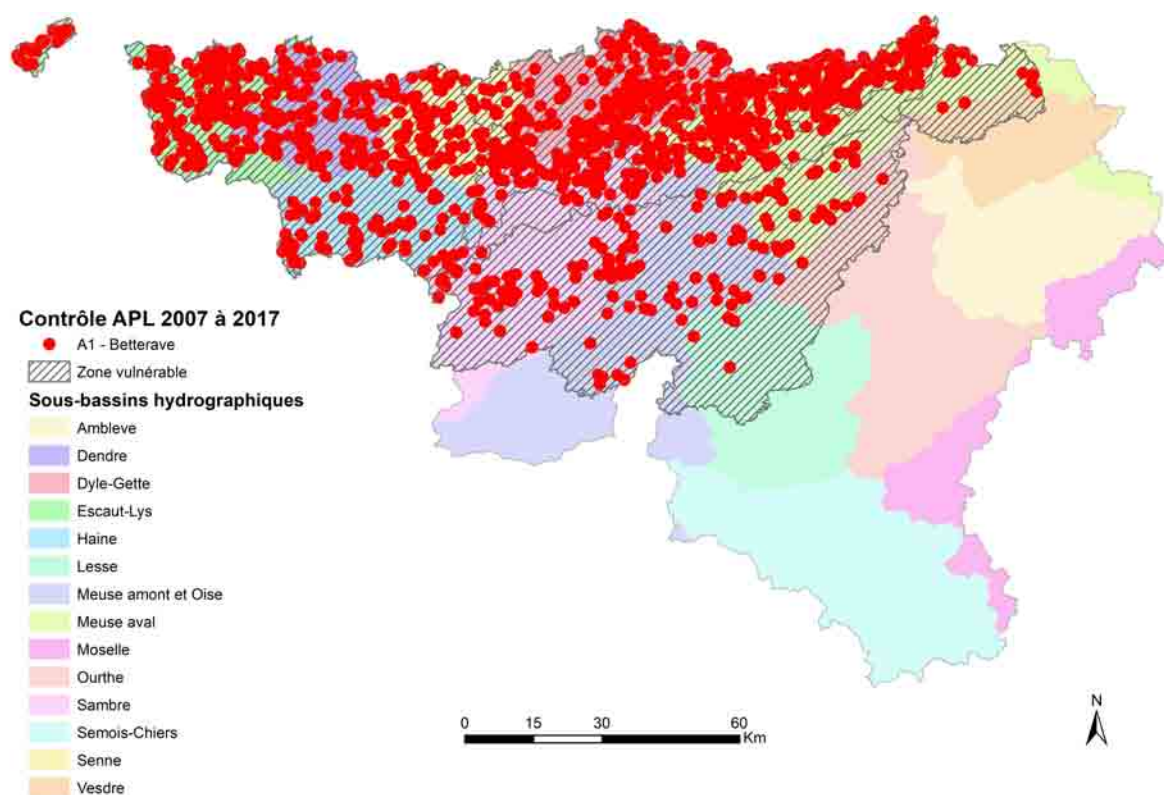 Contrôle APL 2007 à 2017
A1 - Betterave
Zone vulnérable
Sous-bassins hydrographiques
Ambleve
Dendre
Dyle-Gette
Escaut-Lys
Haine
Lesse
Meuse amont et Oise
Meuse aval
Moselle
Ourthe
Sambre
Semois-Chiers
Senne
Vesdre
0 15 30 60
Km
N